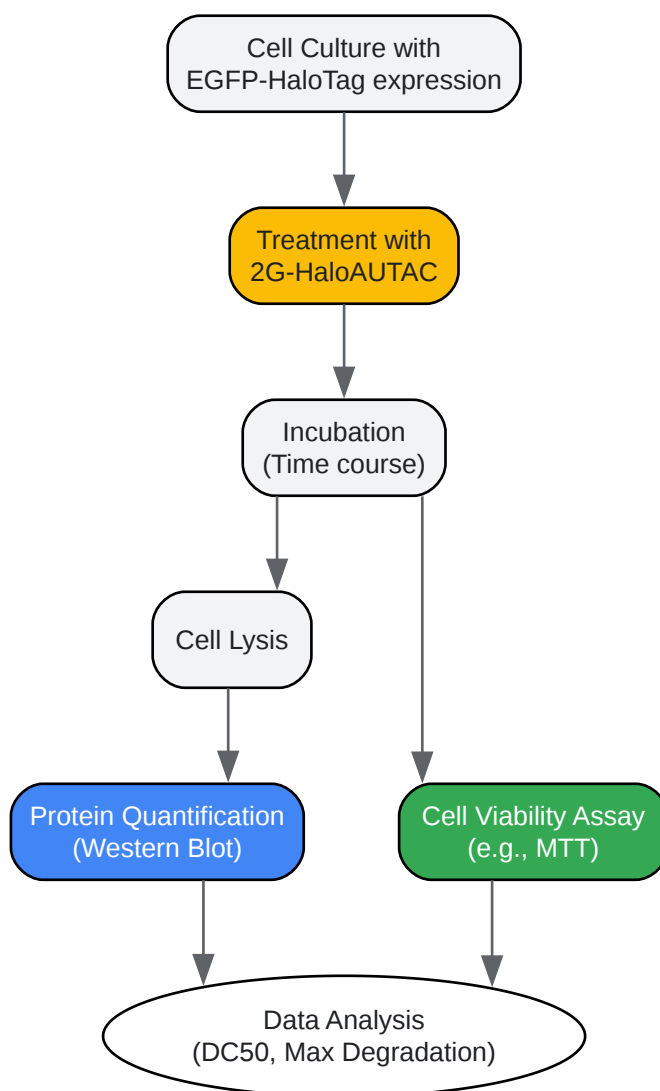 Cell Culture with
EGFP-HaloTag expression
Treatment with
2G-HaloAUTAC
Incubation
(Time course)
Cell Lysis
Protein Quantification
(Western Blot)
Cell Viability Assay
(e.g., MTT)
Data Analysis
(DC50, Max Degradation)